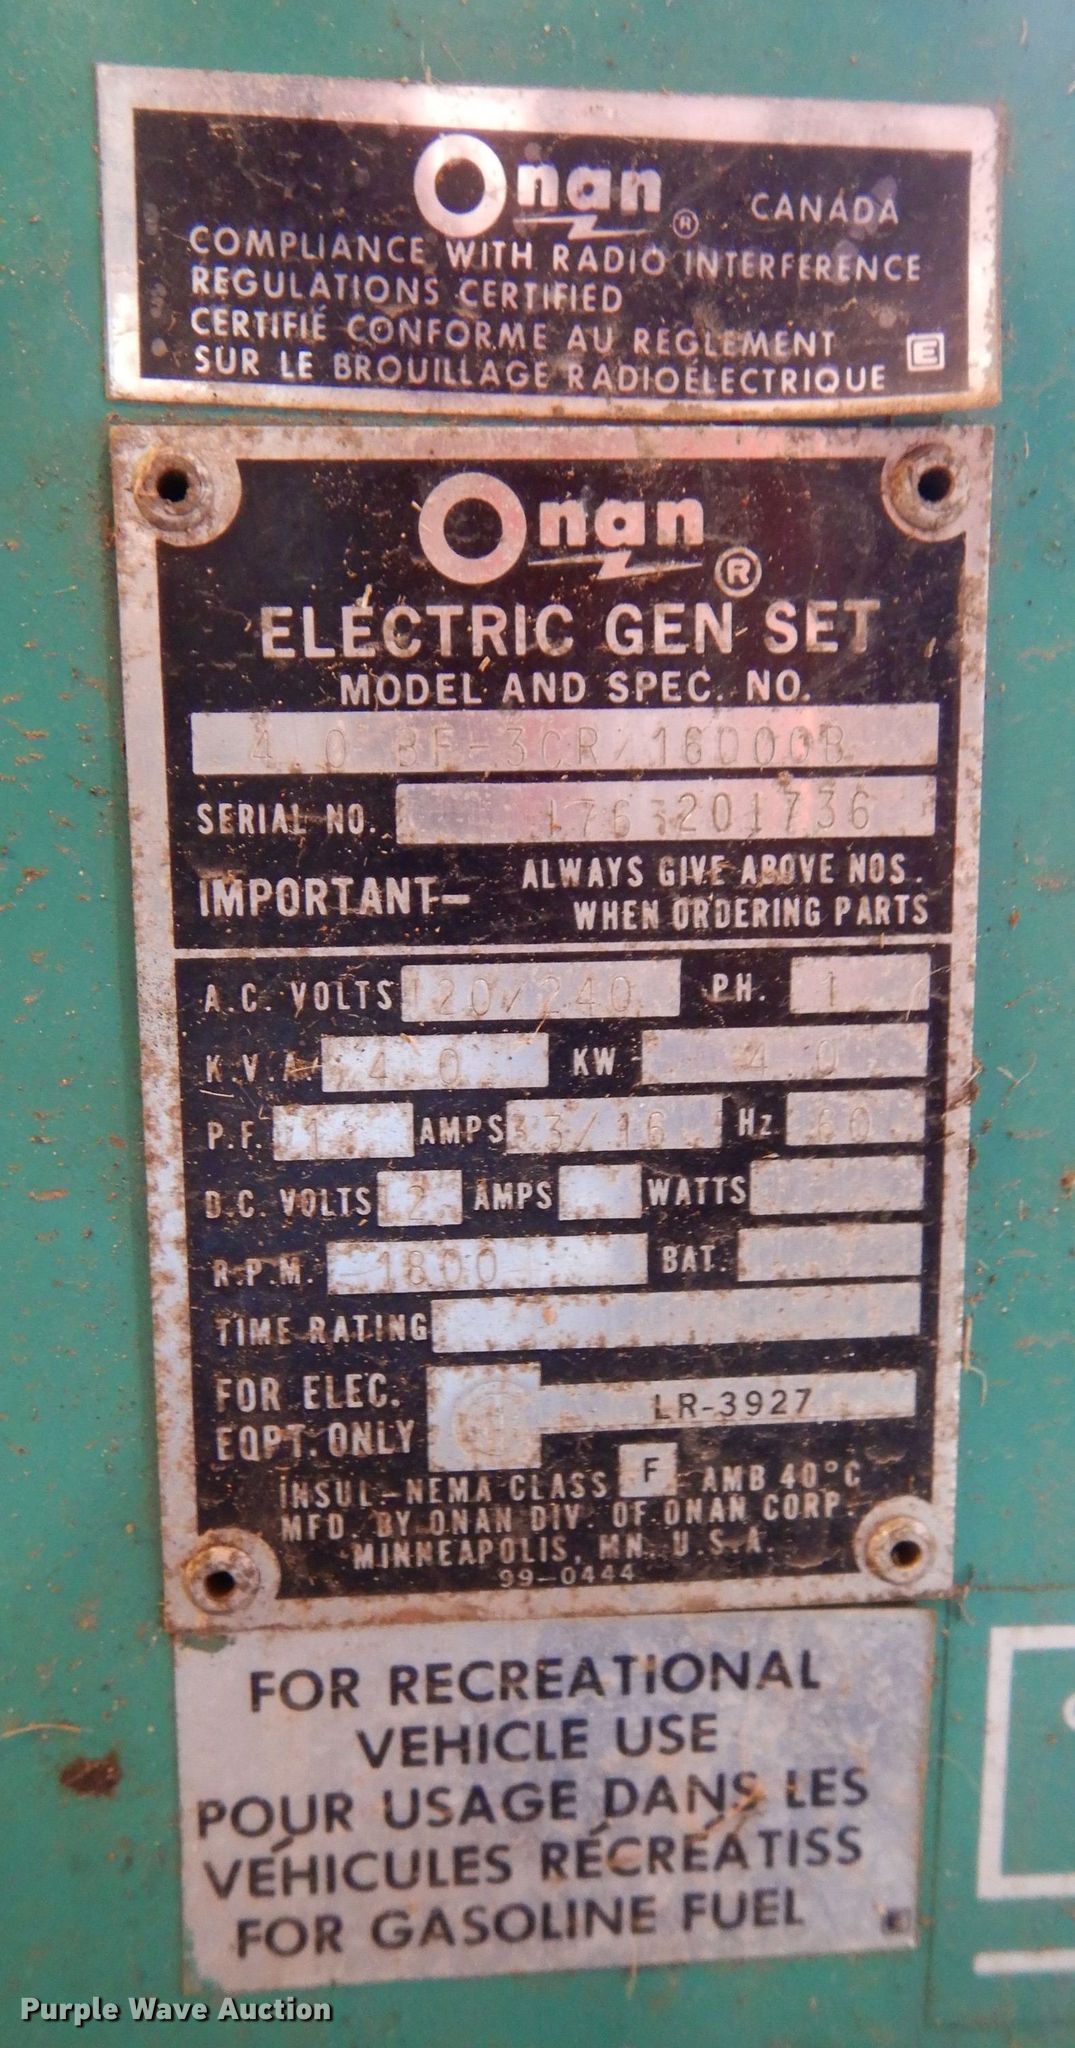 Onan ® CANADA
COMPLIANCE WITH RADIO INTERFERENCE
REGULATIONS CERTIFIED
CERTIFIÉ CONFORME AU RÈGLEMENT
SUR LE BROUILLAGE RADIOÉLECTRIQUE E
Onan ®
ELECTRIC GEN SET
MODEL AND SPEC. NO.
4 0 BF-3CR/16000B
SERIAL NO. 1763201736
IMPORTANT- ALWAYS GIVE ABOVE NOS.
WHEN ORDERING PARTS
A.C. VOLTS 120/240 PH. 1
K.V.A. 4 0 KW 4 0
P.F. 1 AMPS 33/16 Hz 60
D.C. VOLTS 12 AMPS WATTS
R.P.M. 1800 BAT.
TIME RATING
FOR ELEC.
EQPT. ONLY LR-3927
INSUL.-NEMA CLASS F AMB 40°C
MFD. BY ONAN DIV. OF ONAN CORP.
MINNEAPOLIS, MN. U.S.A.
99-0444
FOR RECREATIONAL
VEHICLE USE
POUR USAGE DANS LES
VÉHICULES RÉCRÉATISS
FOR GASOLINE FUEL
Purple Wave Auction